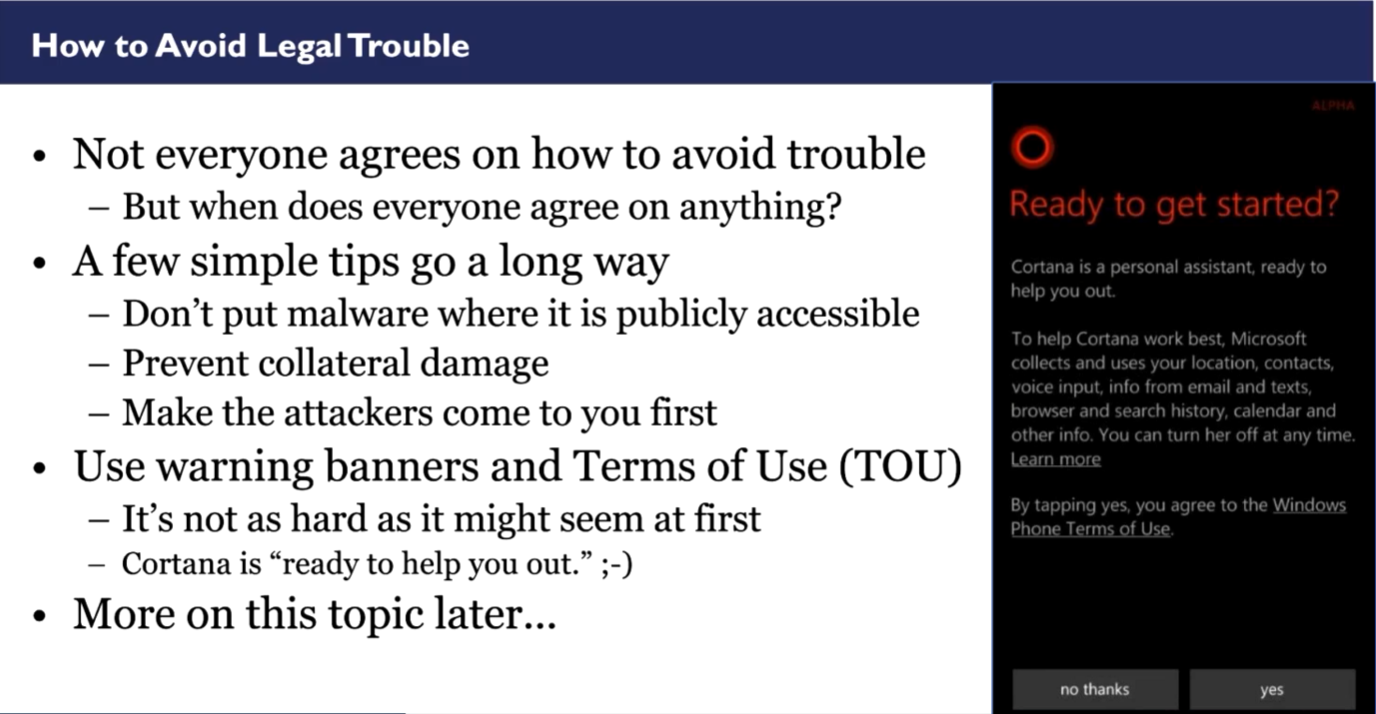 How to Avoid Legal Trouble
• Not everyone agrees on how to avoid trouble
– But when does everyone agree on anything?
• A few simple tips go a long way
– Don’t put malware where it is publicly accessible
– Prevent collateral damage
– Make the attackers come to you first
• Use warning banners and Terms of Use (TOU)
– It’s not as hard as it might seem at first
– Cortana is “ready to help you out.” ;-)
• More on this topic later...
ALPHA
Ready to get started?
Cortana is a personal assistant, ready to
help you out.
To help Cortana work best, Microsoft
collects and uses your location, contacts,
voice input, info from email and texts,
browser and search history, calendar and
other info. You can turn her off at any time.
Learn more
By tapping yes, you agree to the Windows
Phone Terms of Use.
no thanks
yes